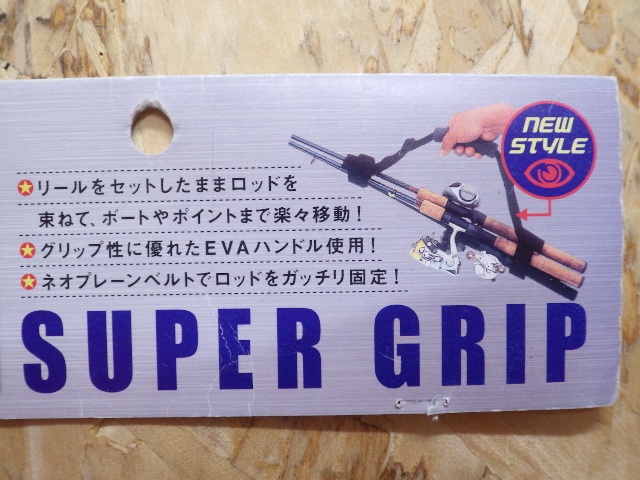 NEW
STYLE
リールをセットしたままロッドを
束ねて、ボートやポイントまで楽々移動!
グリップ性に優れたEVAハンドル使用!
ネオプレーンベルトでロッドをガッチリ固定!
SUPER GRIP